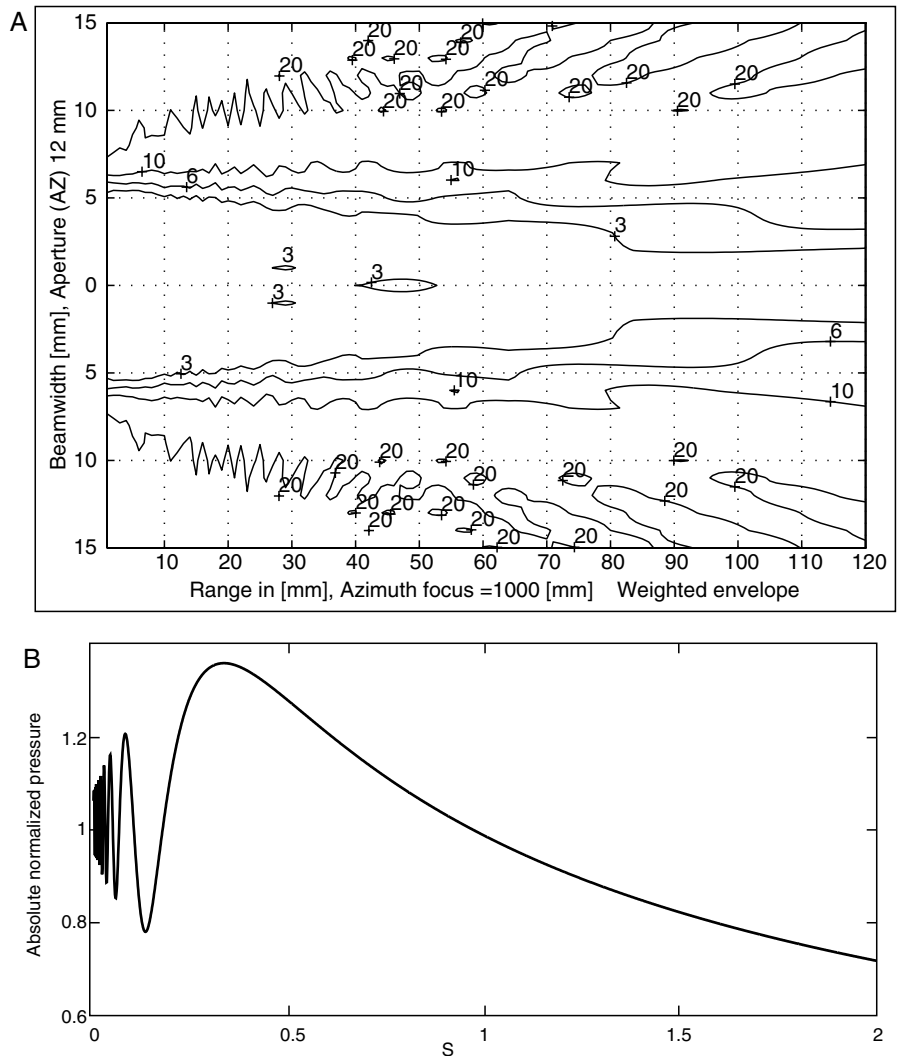 A
15
10
5
0
5
10
15
Beamwidth [mm], Aperture (AZ) 12 mm
20 20 20
20 20 20
20 20 20 20 20
20 20 20
10 10
6
3
3
3 3
3 6
10 10
20 20 20
20 20 20 20
20 20 20 20
20 20 20
10 20 30 40 50 60 70 80 90 100 110 120
Range in [mm], Azimuth focus =1000 [mm] Weighted envelope
B
1.2
1
0.8
0.6
Absolute normalized pressure
0 0.5 1 1.5 2
S